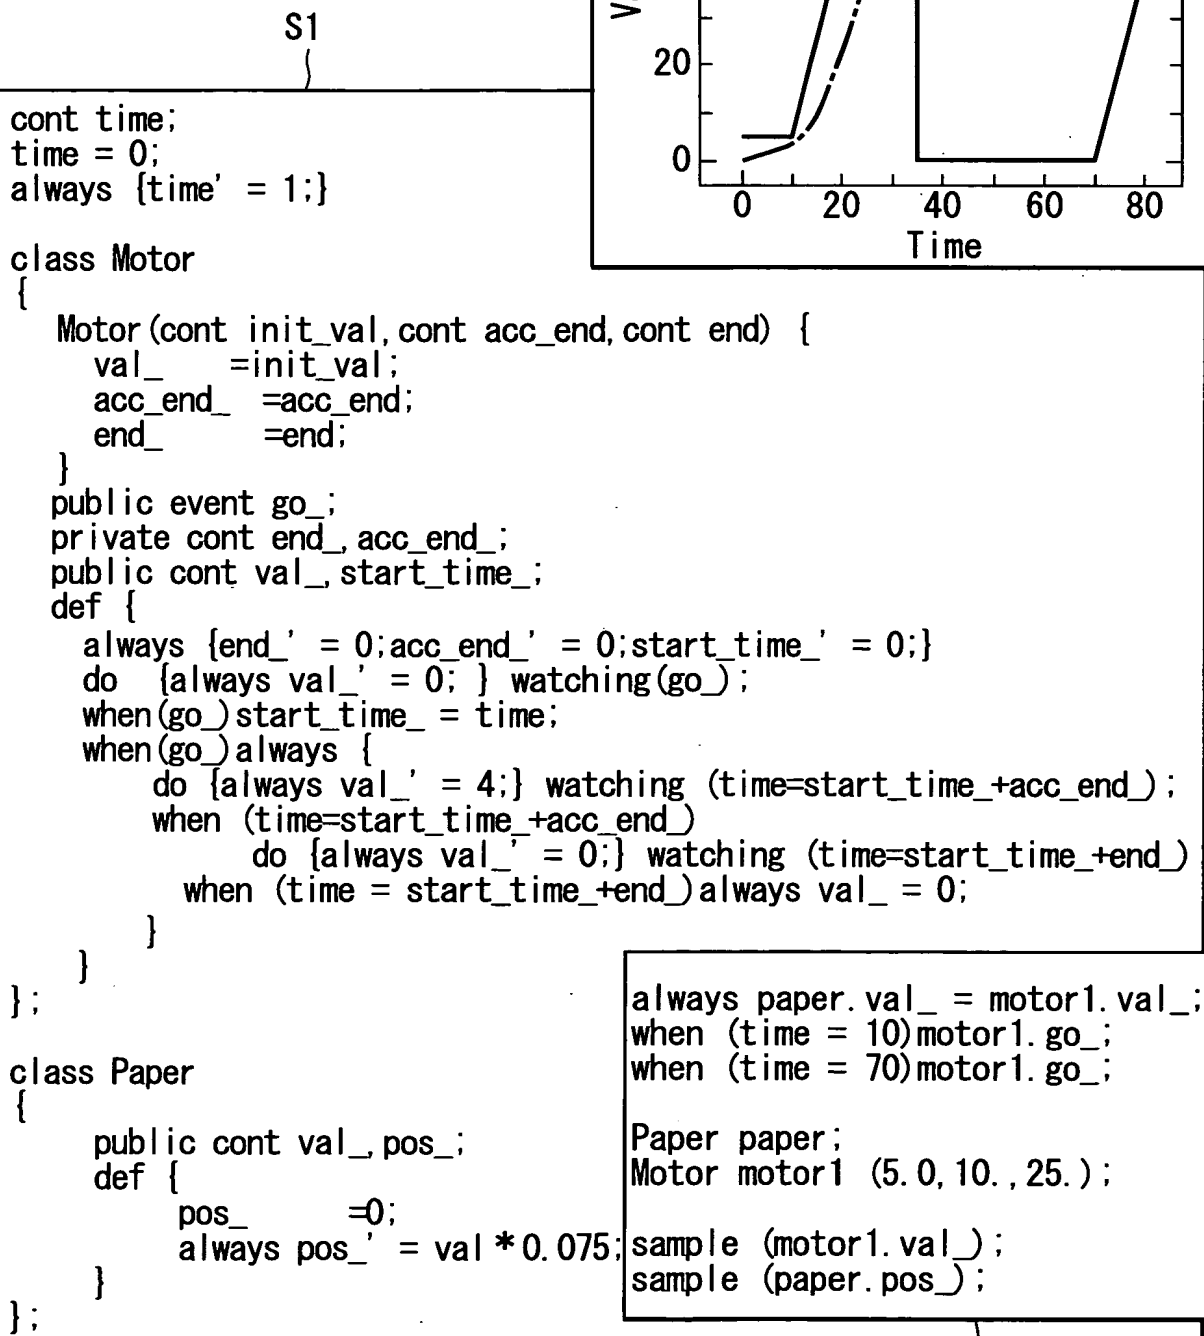 S1
V
20
0
0 20 40 60 80
Time
cont time;
time = 0;
always {time' = 1;}
class Motor
{
Motor(cont init_val,cont acc_end,cont end) {
val_ =init_val;
acc_end_ =acc_end;
end_ =end;
}
public event go_;
private cont end_,acc_end_;
public cont val_,start_time_;
def {
always {end_' = 0;acc_end_' = 0;start_time_' = 0;}
do {always val_' = 0; } watching(go_);
when(go_)start_time_ = time;
when(go_)always {
do {always val_' = 4;} watching (time=start_time_+acc_end_);
when (time=start_time_+acc_end_)
do {always val_' = 0;} watching (time=start_time_+end_)
when (time = start_time_+end_)always val_ = 0;
}
}
};
class Paper
{
public cont val_,pos_;
def {
pos_ =0;
always pos_' = val*0.075;
}
};
always paper.val_ = motor1.val_;
when (time = 10)motor1.go_;
when (time = 70)motor1.go_;
Paper paper;
Motor motor1 (5.0,10.,25.);
sample (motor1.val_);
sample (paper.pos_);